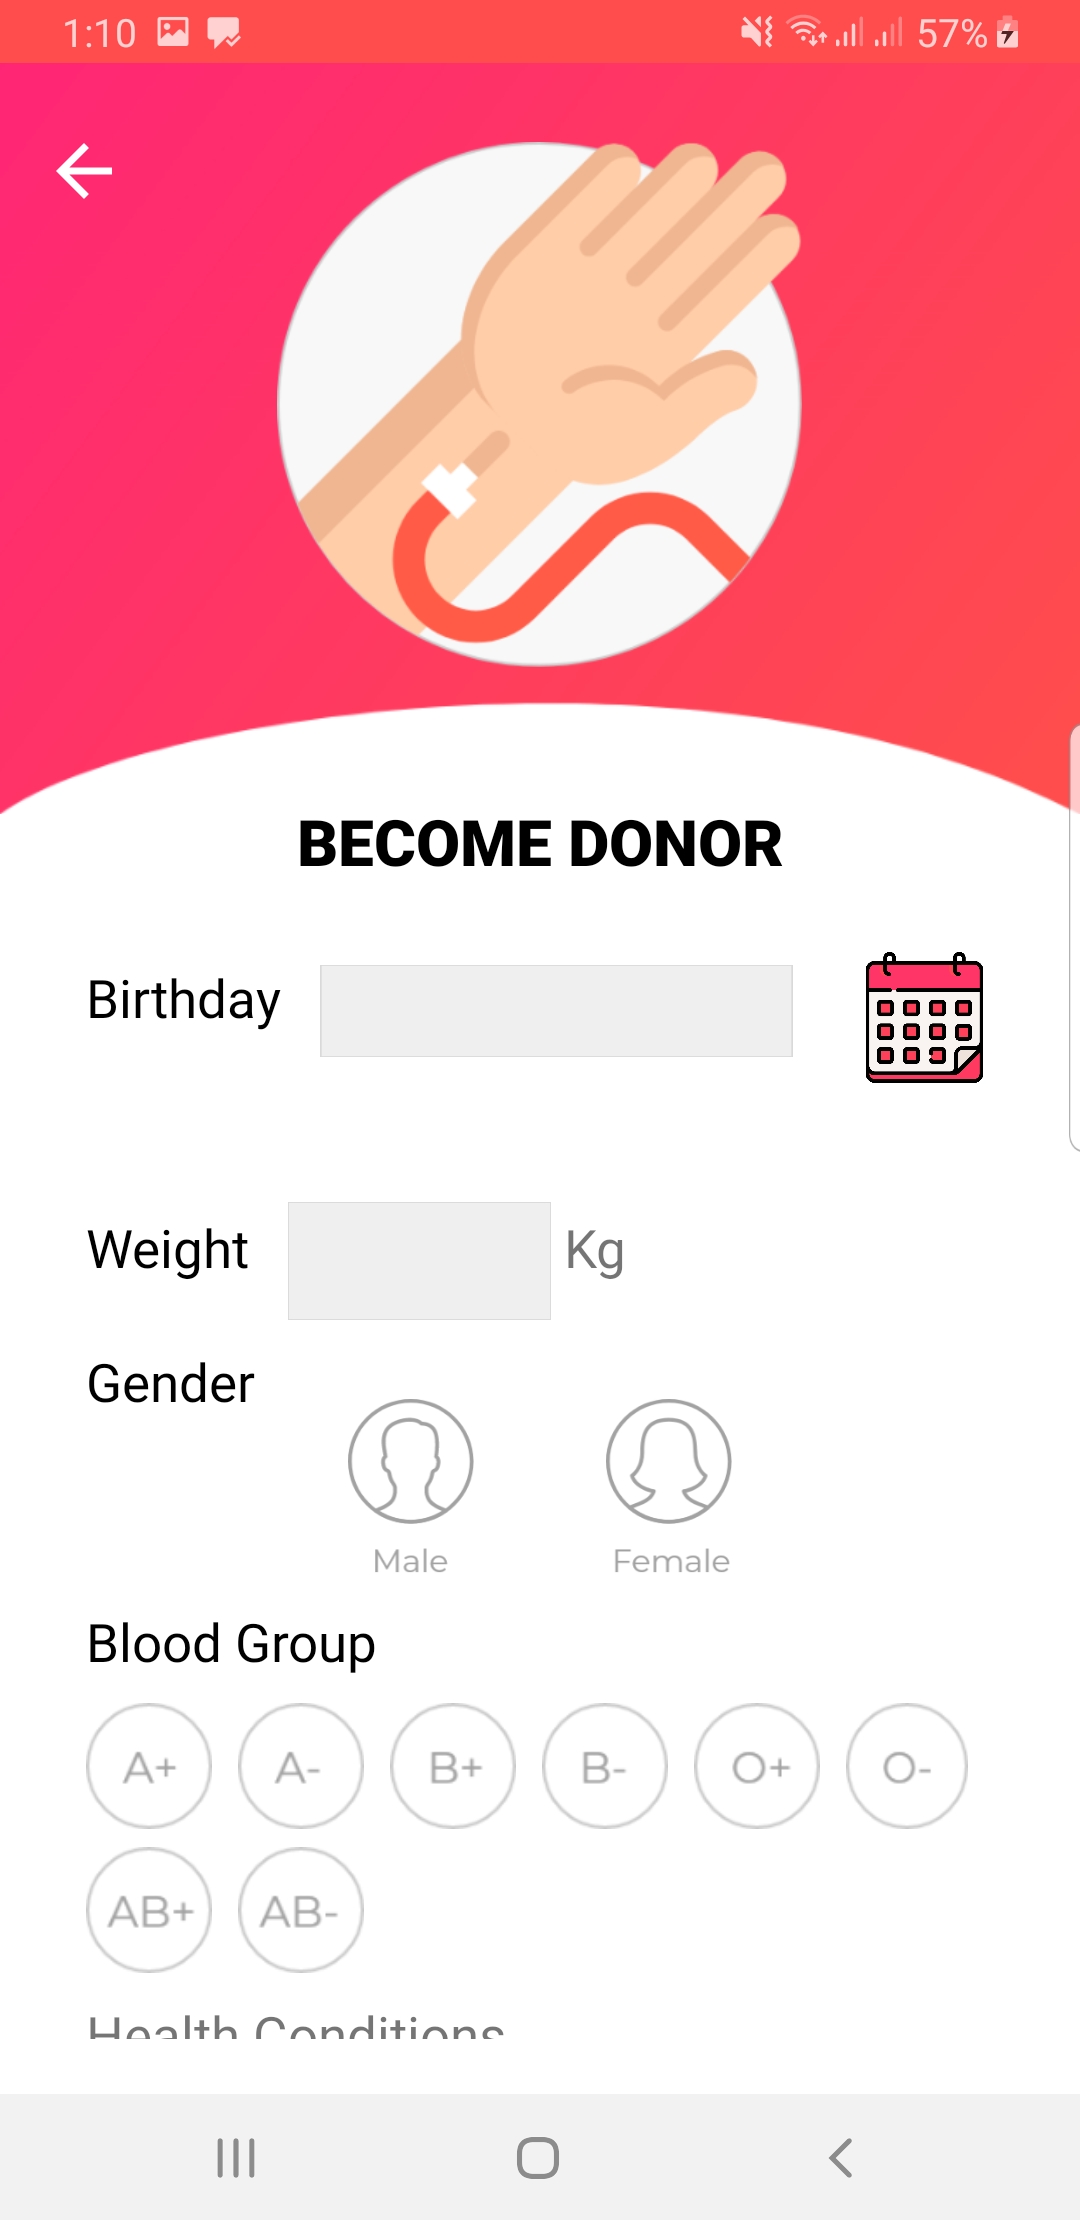 1:10 57%
BECOME DONOR
Birthday
Weight Kg
Gender
Male Female
Blood Group
A+ A- B+ B- O+ O-
AB+ AB-
Health Conditions